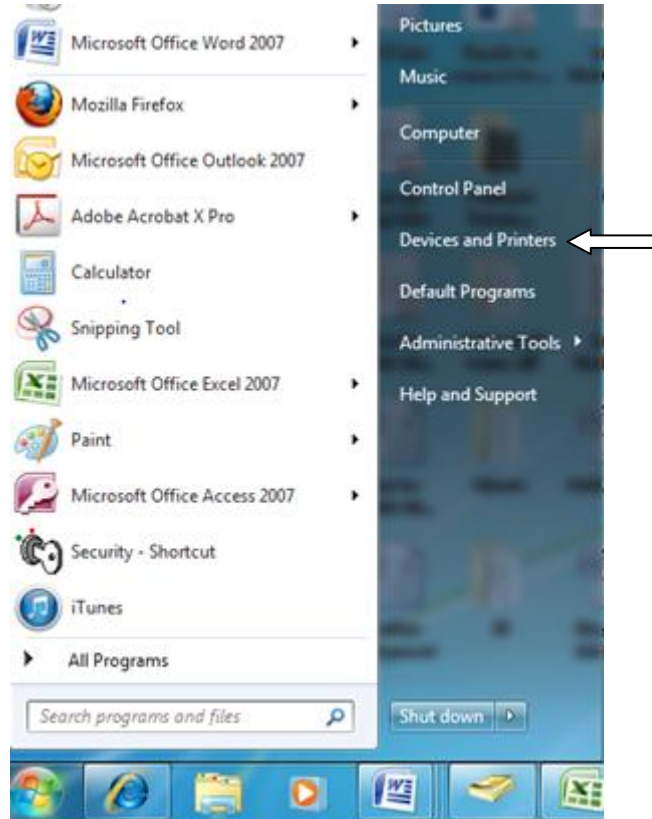 Microsoft Office Word 2007
Mozilla Firefox
Microsoft Office Outlook 2007
Adobe Acrobat X Pro
Calculator
Snipping Tool
Microsoft Office Excel 2007
Paint
Microsoft Office Access 2007
Security - Shortcut
iTunes
All Programs
Search programs and files
Pictures
Music
Computer
Control Panel
Devices and Printers
Default Programs
Administrative Tools
Help and Support
Shut down